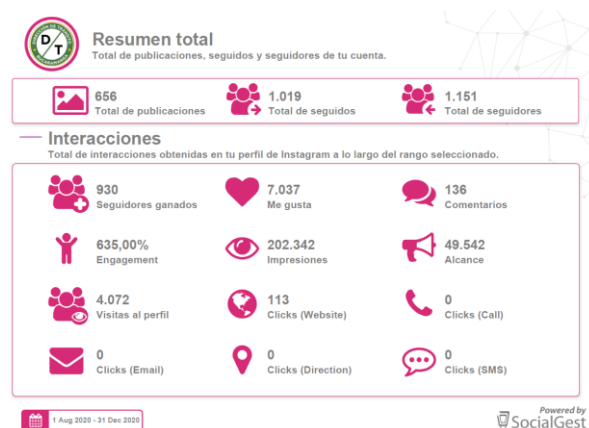 DIRECCIÓN DE TRÁNSITO
D/T
BUCARAMANGA
Resumen total
Total de publicaciones, seguidos y seguidores de tu cuenta.
656
Total de publicaciones
1.019
Total de seguidos
1.151
Total de seguidores
Interacciones
Total de interacciones obtenidas en tu perfil de Instagram a lo largo del rango seleccionado.
930
Seguidores ganados
7.037
Me gusta
136
Comentarios
635,00%
Engagement
202.342
Impresiones
49.542
Alcance
4.072
Visitas al perfil
113
Clicks (Website)
0
Clicks (Call)
0
Clicks (Email)
0
Clicks (Direction)
0
Clicks (SMS)
1 Aug 2020 - 31 Dec 2020
Powered by
SocialGest